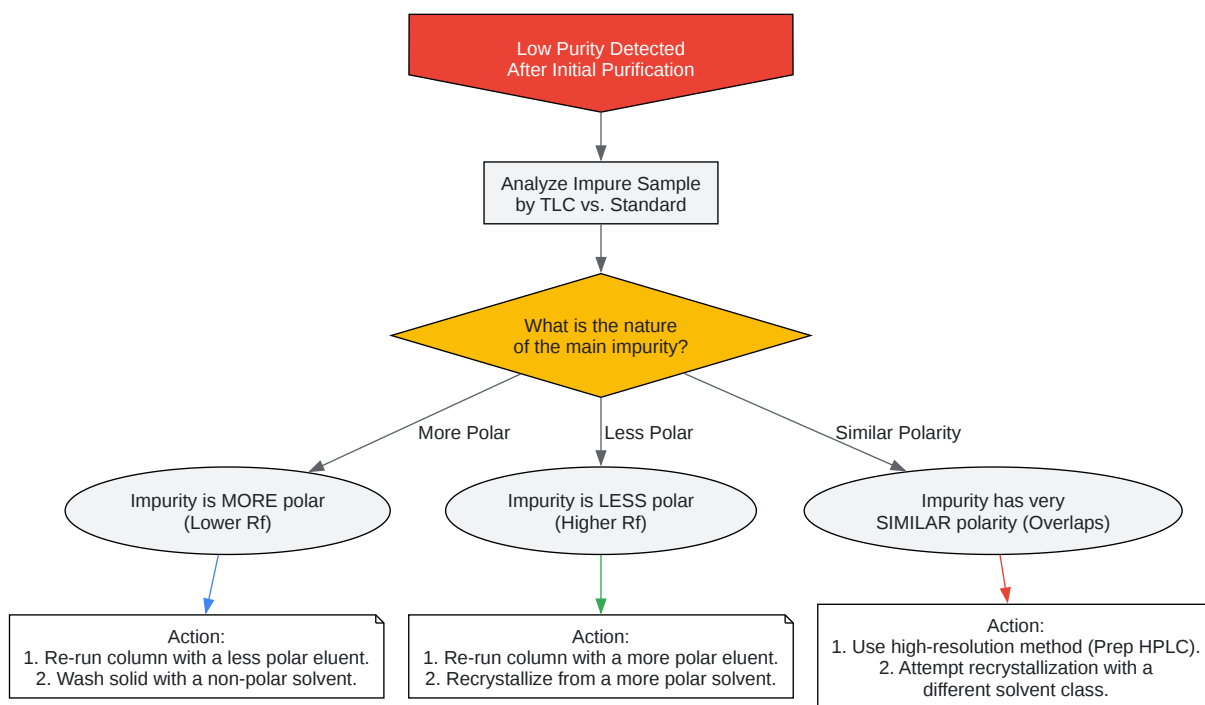 Low Purity Detected
After Initial Purification
Analyze Impure Sample
by TLC vs. Standard
What is the nature
of the main impurity?
More Polar
Less Polar
Similar Polarity
Impurity is MORE polar
(Lower Rf)
Impurity is LESS polar
(Higher Rf)
Impurity has very
SIMILAR polarity (Overlaps)
Action:
1. Re-run column with a less polar eluent.
2. Wash solid with a non-polar solvent.
Action:
1. Re-run column with a more polar eluent.
2. Recrystallize from a more polar solvent.
Action:
1. Use high-resolution method (Prep HPLC).
2. Attempt recrystallization with a
different solvent class.